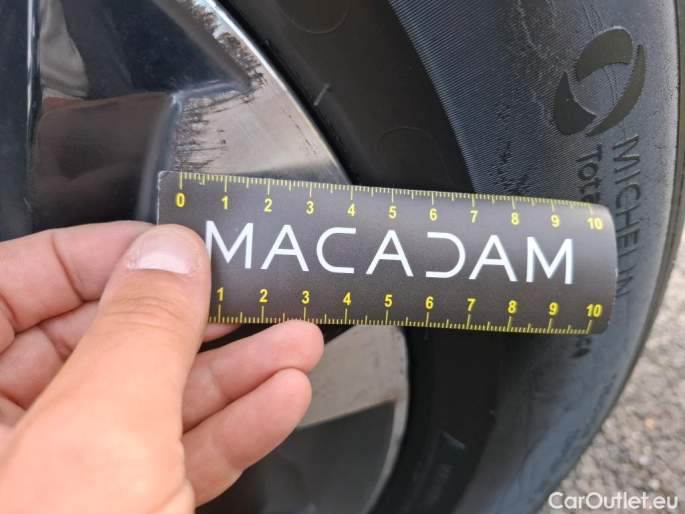 0 1 2 3 4 5 6 7 8 9 10
MACADAM
1 2 3 4 5 6 7 8 9 10
MICHELIN
CarOutlet.eu